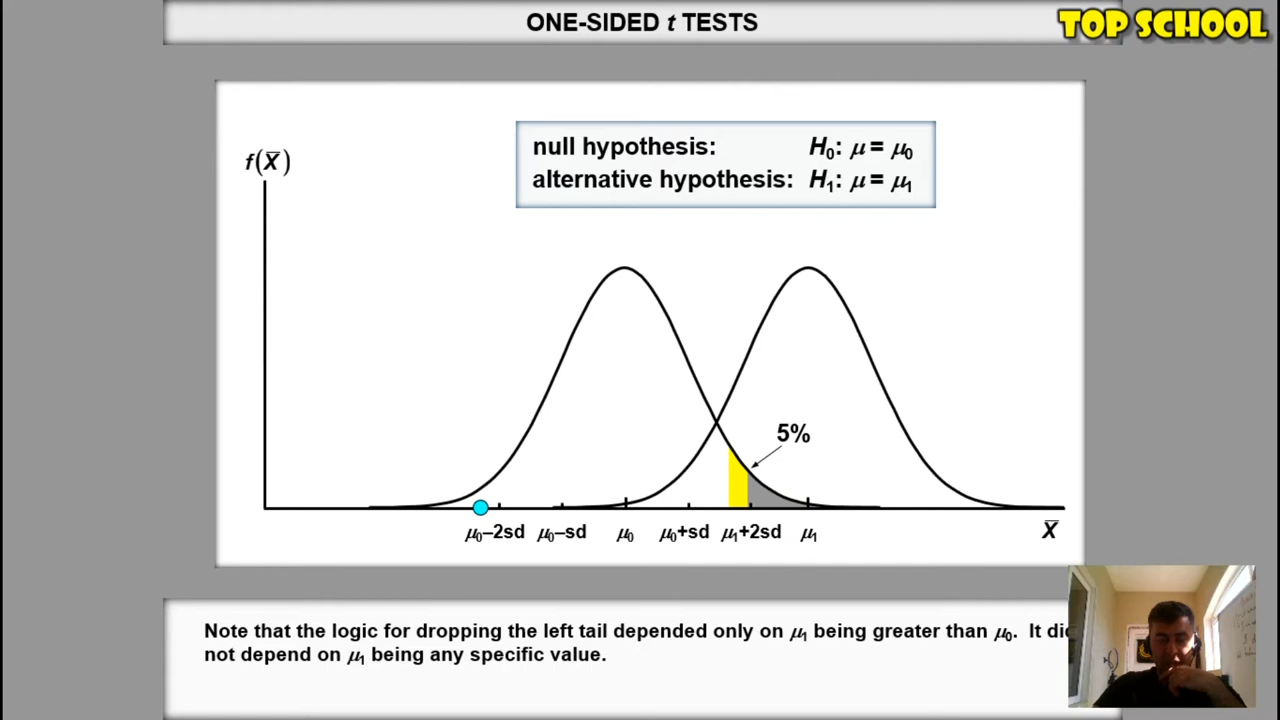 ONE-SIDED t TESTS
TOP SCHOOL
null hypothesis: H₀: μ = μ₀
alternative hypothesis: H₁: μ = μ₁
f(X̅)
5%
μ₀–2sd μ₀–sd μ₀ μ₀+sd μ₁+2sd μ₁ X̅
Note that the logic for dropping the left tail depended only on μ₁ being greater than μ₀. It did
not depend on μ₁ being any specific value.